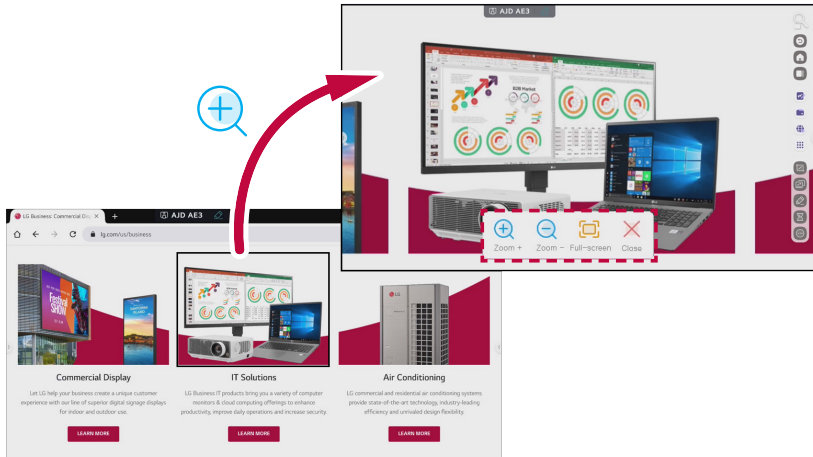 AJD AE3
B2B Market
LG
Zoom +
Zoom -
Full-screen
Close
LG Business: Commercial Disp
AJD AE3
lg.com/us/business
Festival
SHOW
LG
Commercial Display
Let LG help your business create a unique customer
experience with our line of superior digital signage displays
for indoor and outdoor use.
LEARN MORE
IT Solutions
LG Business IT products bring you a variety of computer
monitors & cloud computing offerings to enhance
productivity, improve daily operations and increase security.
LEARN MORE
Air Conditioning
LG commercial and residential air conditioning systems
provide state-of-the-art technology, industry-leading
efficiency and unrivaled design flexibility.
LEARN MORE